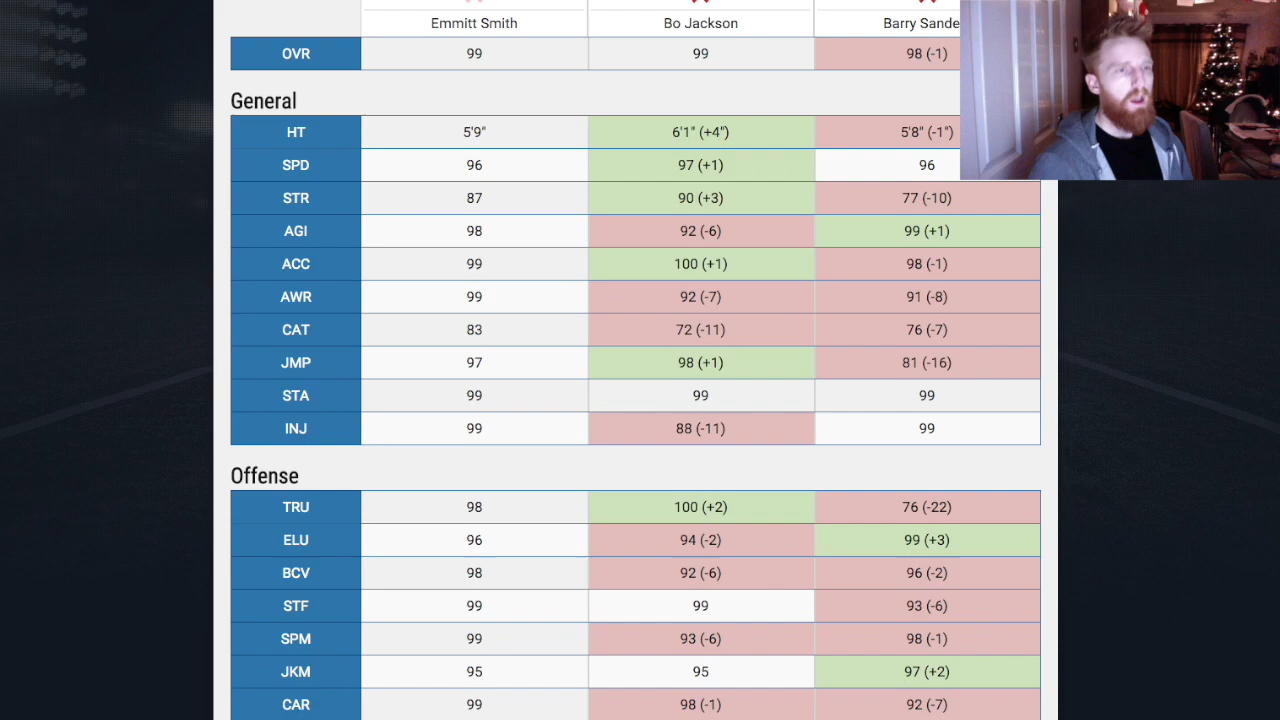 Emmitt Smith Bo Jackson Barry Sande
OVR 99 99 98 (-1)
General
HT 5'9" 6'1" (+4") 5'8" (-1")
SPD 96 97 (+1) 96
STR 87 90 (+3) 77 (-10)
AGI 98 92 (-6) 99 (+1)
ACC 99 100 (+1) 98 (-1)
AWR 99 92 (-7) 91 (-8)
CAT 83 72 (-11) 76 (-7)
JMP 97 98 (+1) 81 (-16)
STA 99 99 99
INJ 99 88 (-11) 99
Offense
TRU 98 100 (+2) 76 (-22)
ELU 96 94 (-2) 99 (+3)
BCV 98 92 (-6) 96 (-2)
STF 99 99 93 (-6)
SPM 99 93 (-6) 98 (-1)
JKM 95 95 97 (+2)
CAR 99 98 (-1) 92 (-7)